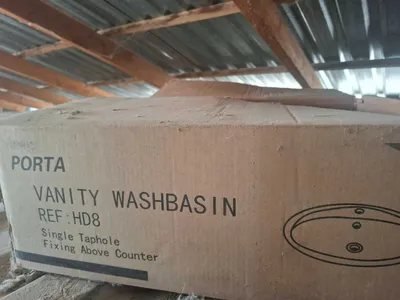 PORTA
VANITY WASHBASIN
REF:HD8
Single Taphole
Fixing Above Counter